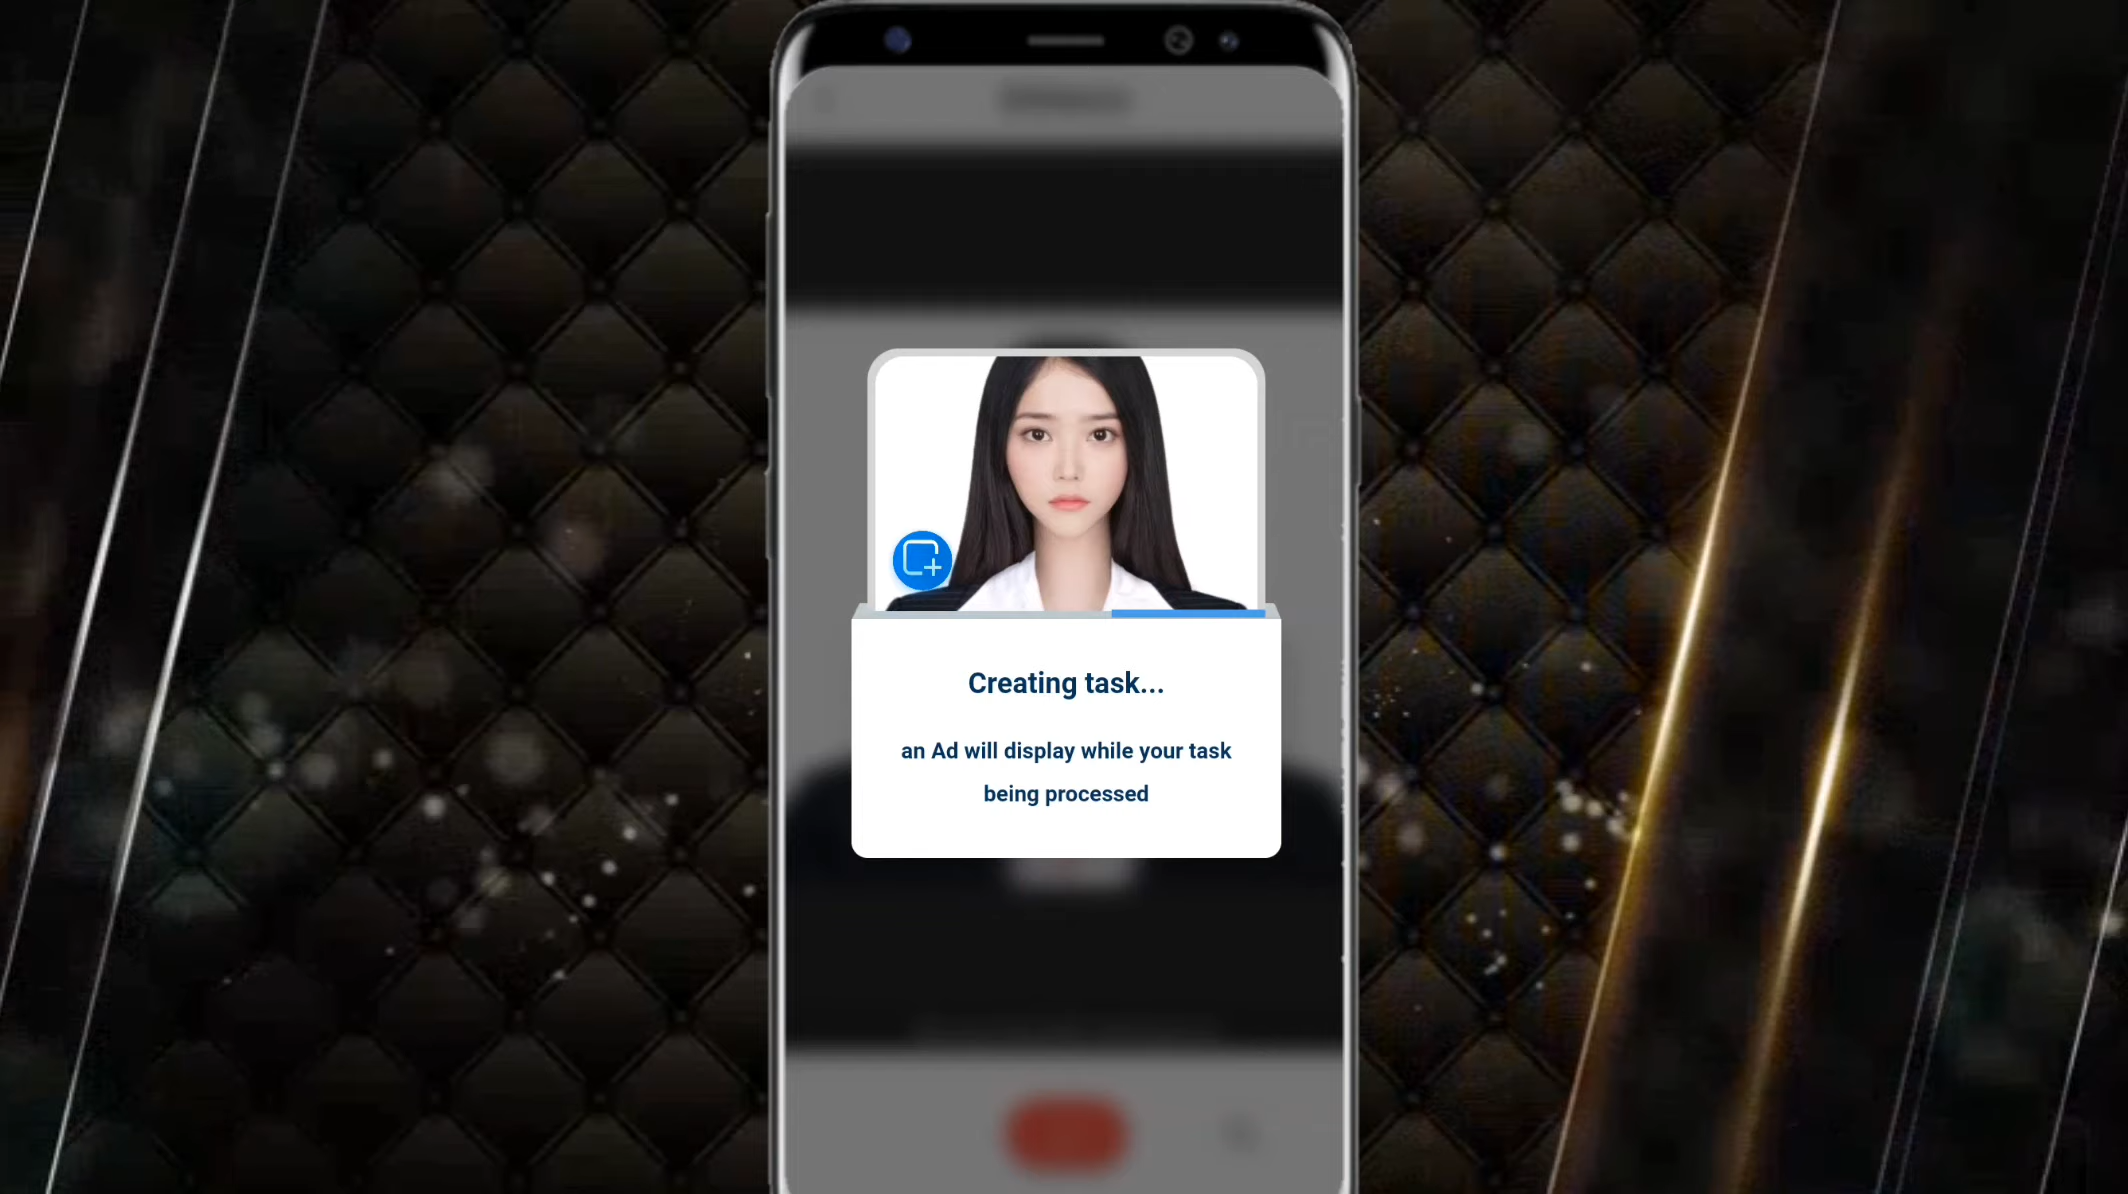 Creating task...
an Ad will display while your task
being processed